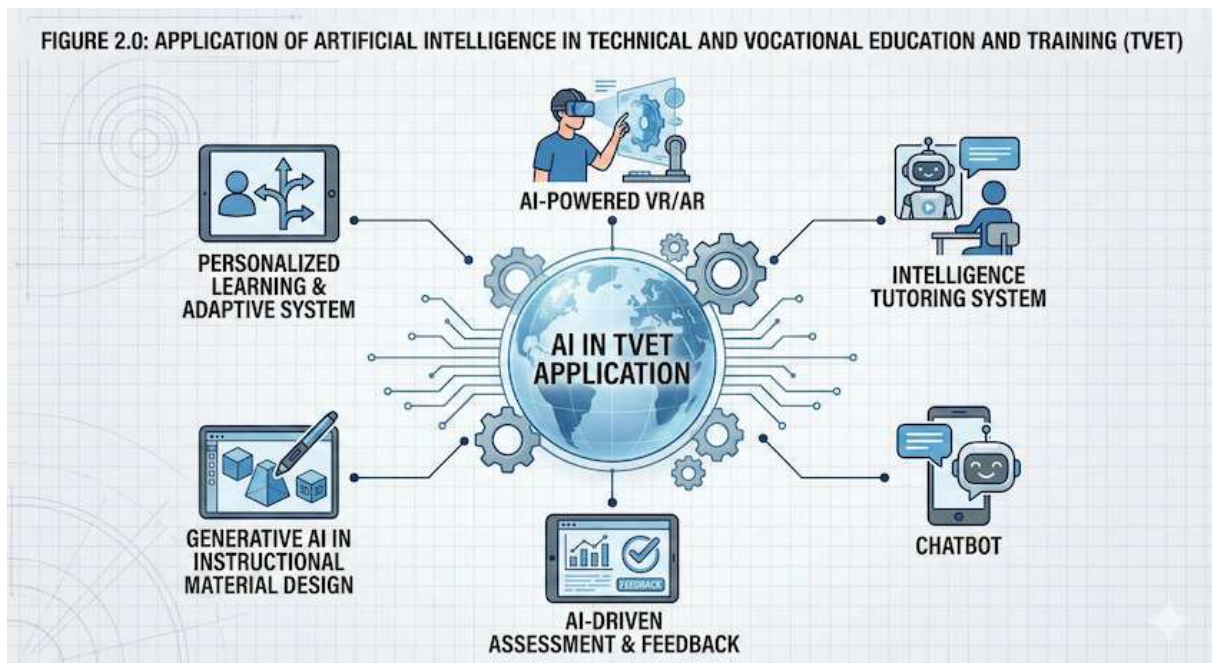 FIGURE 2.0: APPLICATION OF ARTIFICIAL INTELLIGENCE IN TECHNICAL AND VOCATIONAL EDUCATION AND TRAINING (TVET)
AI-POWERED VR/AR
PERSONALIZED
LEARNING &
ADAPTIVE SYSTEM
INTELLIGENCE
TUTORING SYSTEM
AI IN TVET
APPLICATION
GENERATIVE AI IN
INSTRUCTIONAL
MATERIAL DESIGN
FEEDBACK
AI-DRIVEN
ASSESSMENT & FEEDBACK
CHATBOT